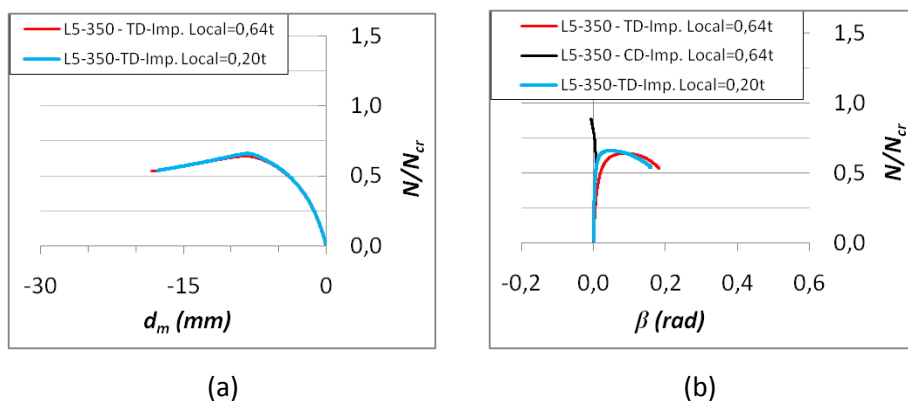 L5-350 - TD-Imp. Local=0,64t
L5-350-TD-Imp. Local=0,20t
1,5
1,0
0,5
0,0
N/Ncr
-30
-15
0
dm (mm)
(a)
L5-350 - TD-Imp. Local=0,64t
L5-350 - CD-Imp. Local=0,64t
L5-350-TD-Imp. Local=0,20t
1,5
1,0
0,5
0,0
N/Ncr
-0,2
0,0
0,2
0,4
0,6
β (rad)
(b)